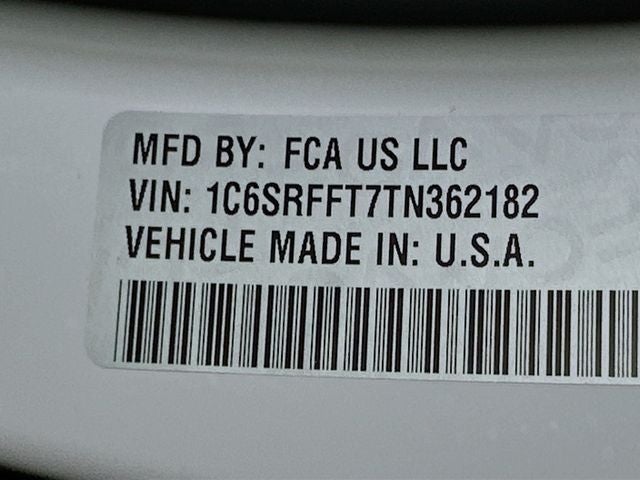 MFD BY: FCA US LLC
VIN: 1C6SRFFT7TN362182
VEHICLE MADE IN: U.S.A.